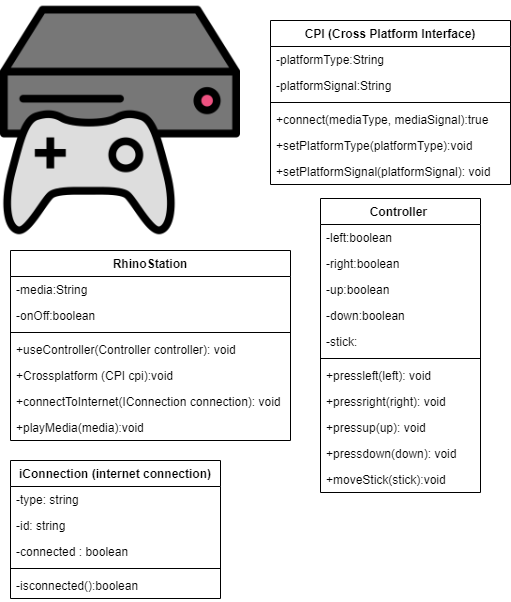 CPI (Cross Platform Interface)
-platformType:String
-platformSignal:String
+connect(mediaType, mediaSignal):true
+setPlatformType(platformType):void
+setPlatformSignal(platformSignal): void
Controller
-left:boolean
-right:boolean
-up:boolean
-down:boolean
-stick:
+pressleft(left): void
+pressright(right): void
+pressup(up): void
+pressdown(down): void
+moveStick(stick):void
RhinoStation
-media:String
-onOff:boolean
+useController(Controller controller): void
+Crossplatform (CPI cpi):void
+connectToInternet(IConnection connection): void
+playMedia(media):void
iConnection (internet connection)
-type: string
-id: string
-connected : boolean
-isconnected():boolean